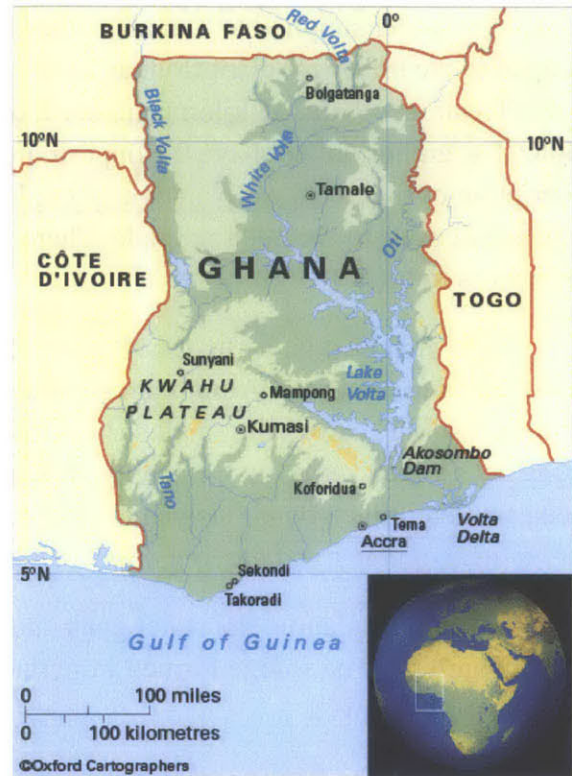 BURKINA FASO
Red Volta
0°
Bolgatanga
Black Volta
10°N
10°N
White Volta
Tamale
Oti
CÔTE
D'IVOIRE
GHANA
TOGO
Sunyani
KWAHU
PLATEAU
Mampong
Lake
Volta
Kumasi
Akosombo
Dam
Koforidua
Tano
Tema
Accra
Volta
Delta
5°N
Sekondi
Takoradi
Gulf of Guinea
0 100 miles
0 100 kilometres
©Oxford Cartographers